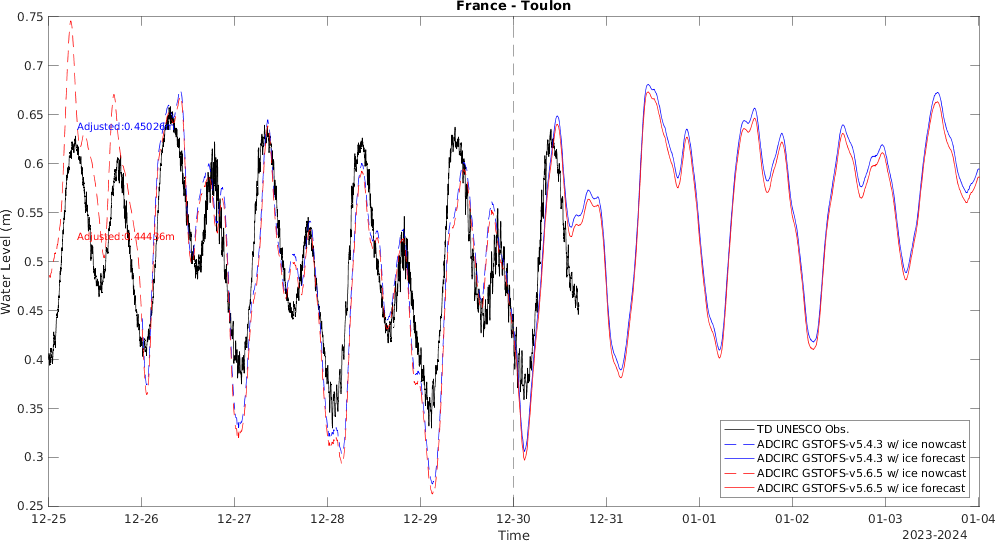 France - Toulon
0.75
0.7
0.65
0.6
0.55
0.5
0.45
0.4
0.35
0.3
0.25
Water Level (m)
Adjusted:0.45026m
Adjusted:0.44436m
TD UNESCO Obs.
ADCIRC GSTOFS-v5.4.3 w/ ice nowcast
ADCIRC GSTOFS-v5.4.3 w/ ice forecast
ADCIRC GSTOFS-v5.6.5 w/ ice nowcast
ADCIRC GSTOFS-v5.6.5 w/ ice forecast
12-25 12-26 12-27 12-28 12-29 12-30 12-31 01-01 01-02 01-03 01-04
Time
2023-2024